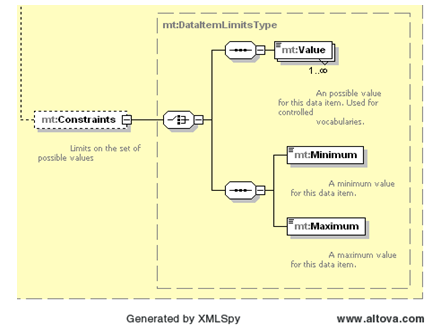 mt:DataItemLimitsType
mt:Value
1..∞
An possible value
for this data item. Used for
controlled
vocabularies.
mt:Constraints
Limits on the set of
possible values
mt:Minimum
A minimum value
for this data item.
mt:Maximum
A maximum value
for this data item.
Generated by XMLSpy
www.altova.com